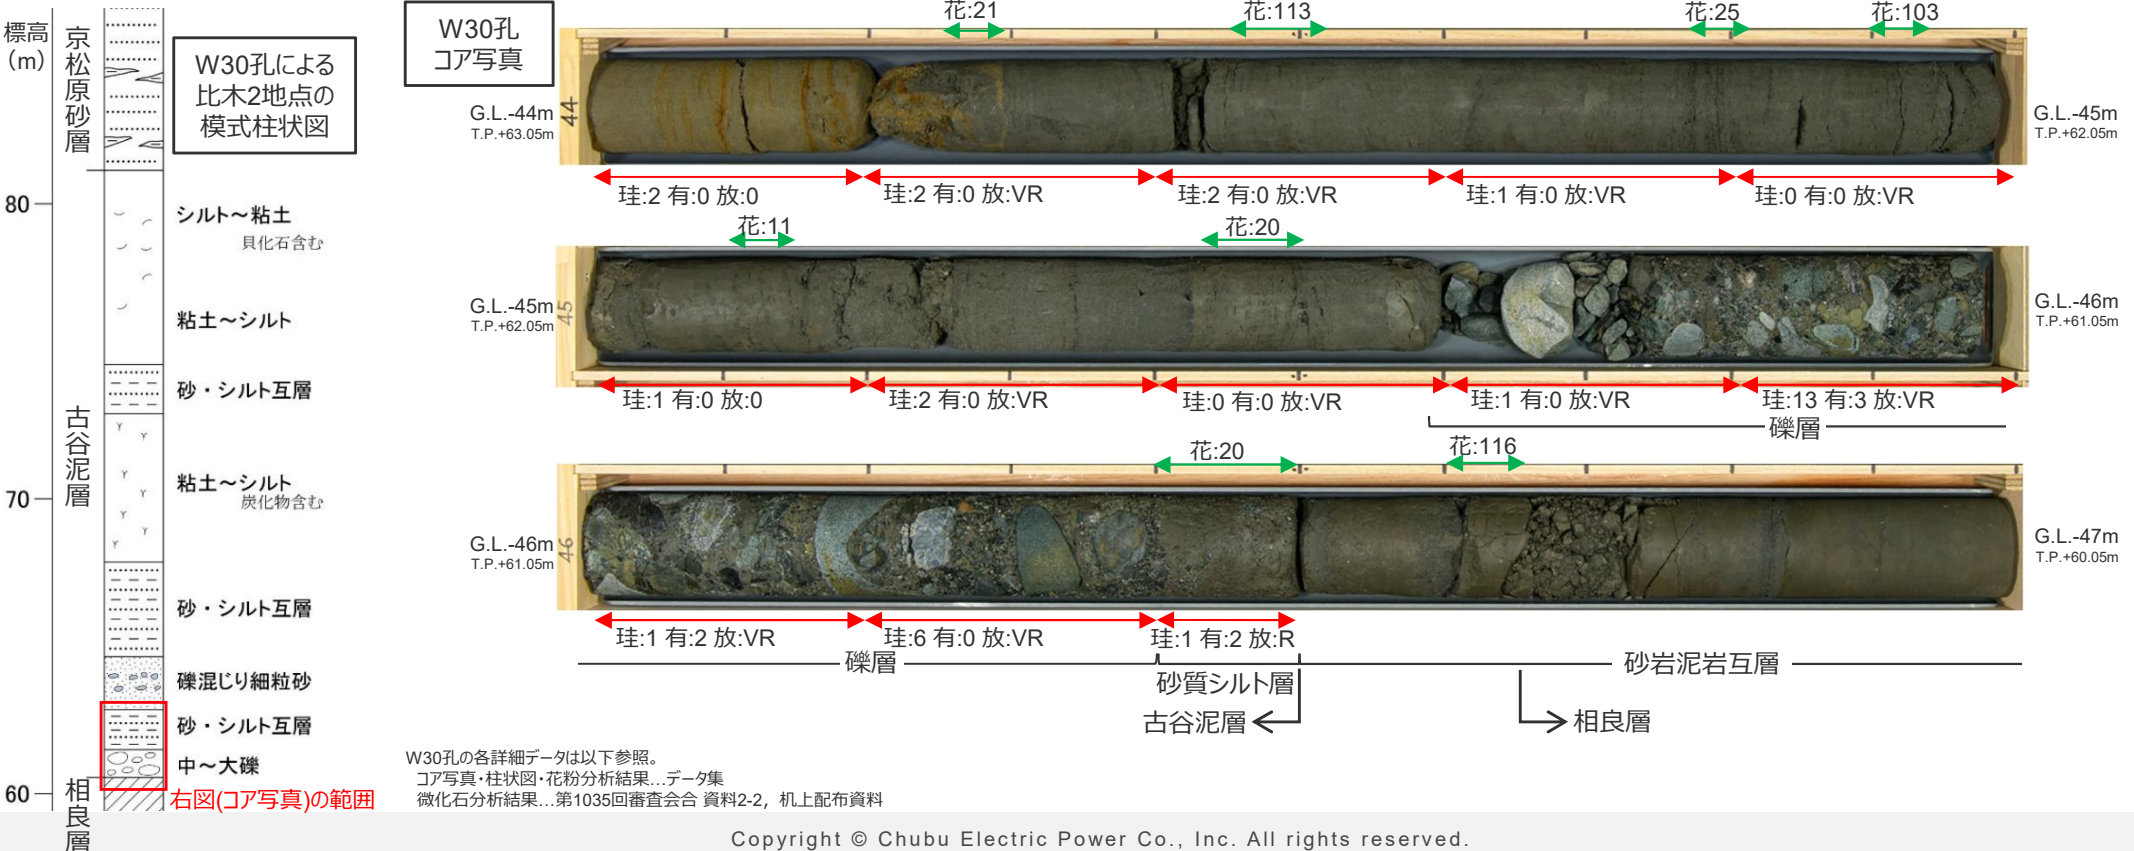 標高
（m）
京松原砂層
W30孔による
比木2地点の
模式柱状図
80
シルト～粘土
貝化石含む
粘土～シルト
砂・シルト互層
古谷泥層
70
粘土～シルト
炭化物含む
砂・シルト互層
礫混じり細粒砂
砂・シルト互層
中～大礫
60
相良層
右図(コア写真)の範囲
W30孔
コア写真
花:21
花:113
花:25
花:103
G.L.-44m
T.P.+63.05m
44
G.L.-45m
T.P.+62.05m
珪:2 有:0 放:0
珪:2 有:0 放:VR
珪:2 有:0 放:VR
珪:1 有:0 放:VR
珪:0 有:0 放:VR
花:11
花:20
G.L.-45m
T.P.+62.05m
45
G.L.-46m
T.P.+61.05m
珪:1 有:0 放:0
珪:2 有:0 放:VR
珪:0 有:0 放:VR
珪:1 有:0 放:VR
珪:13 有:3 放:VR
礫層
花:20
花:116
G.L.-46m
T.P.+61.05m
46
G.L.-47m
T.P.+60.05m
珪:1 有:2 放:VR
珪:6 有:0 放:VR
珪:1 有:2 放:R
礫層
砂質シルト層
砂岩泥岩互層
古谷泥層
相良層
W30孔の各詳細データは以下参照。
コア写真・柱状図・花粉分析結果…データ集
微化石分析結果…第1035回審査会合 資料2-2，机上配布資料
Copyright © Chubu Electric Power Co., Inc. All rights reserved.